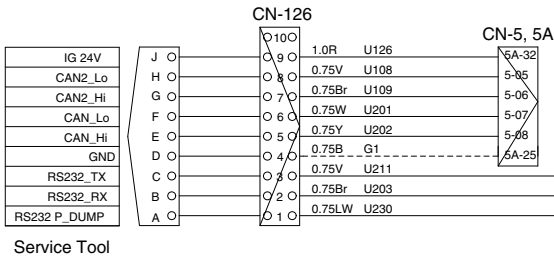 CN-126
CN-5, 5A
10
IG 24V J 9 1.0R U126 5A-32
CAN2_Lo H 8 0.75V U108 5-05
CAN2_Hi G 7 0.75Br U109 5-06
CAN_Lo F 6 0.75W U201 5-07
CAN_Hi E 5 0.75Y U202 5-08
GND D 4 0.75B G1 5A-25
RS232_TX C 3 0.75V U211
RS232_RX B 2 0.75Br U203
RS232 P_DUMP A 1 0.75LW U230
Service Tool